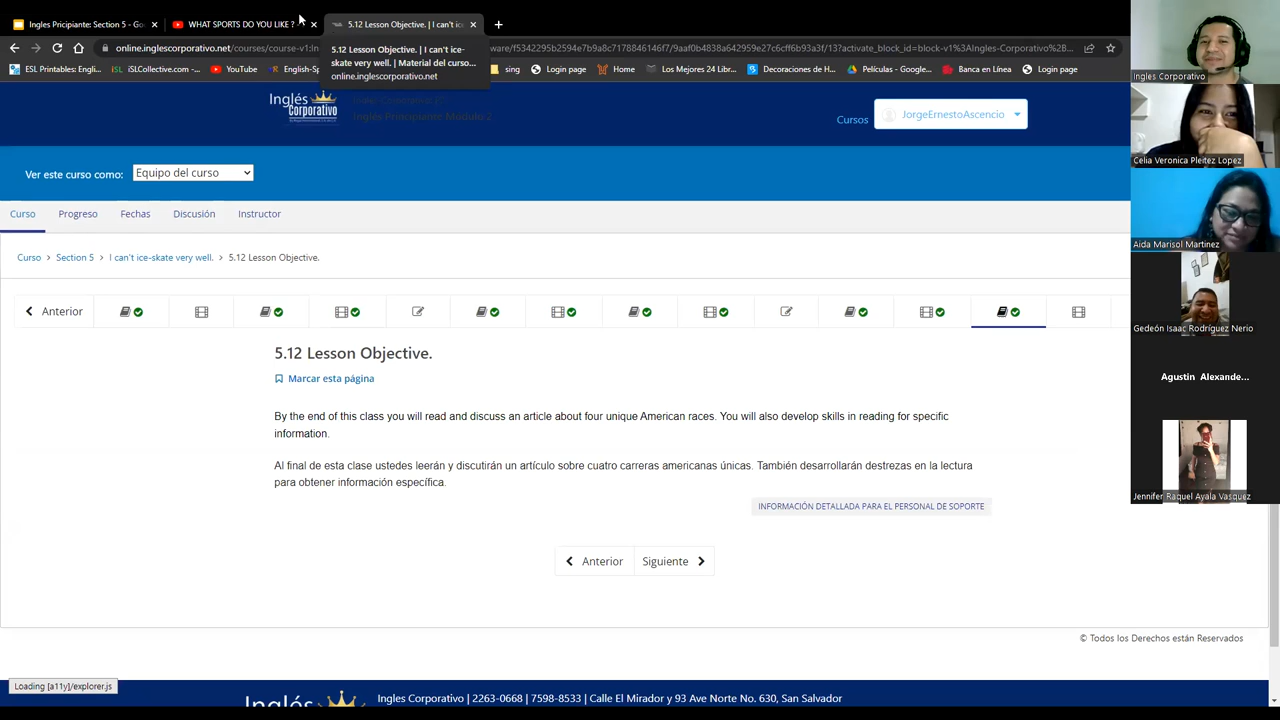 Ingles Pricipiante: Section 5 - Go
WHAT SPORTS DO YOU LIKE ?
5.12 Lesson Objective. | I can't ic
5.12 Lesson Objective. | I can't ice-
skate very well. | Material del curso...
online.inglescorporativo.net
ESL Printables: Englis...
iSLCollective.com -...
YouTube
English-Sp
sing
Login page
Home
Los Mejores 24 Libr...
Decoraciones de H...
Películas - Google...
Banca en Línea
Login page
Inglés
Corporativo
Inglés Principiante Módulo 2
Cursos
JorgeErnestoAscencio
Ver este curso como:
Equipo del curso
Curso
Progreso
Fechas
Discusión
Instructor
Curso > Section 5 > I can't ice-skate very well. > 5.12 Lesson Objective.
Anterior
5.12 Lesson Objective.
Marcar esta página
By the end of this class you will read and discuss an article about four unique American races. You will also develop skills in reading for specific
information.
Al final de esta clase ustedes leerán y discutirán un artículo sobre cuatro carreras americanas únicas. También desarrollarán destrezas en la lectura
para obtener información específica.
INFORMACIÓN DETALLADA PARA EL PERSONAL DE SOPORTE
Anterior
Siguiente
© Todos los Derechos están Reservados
Loading [a11y]/explorer.js
Inglés
Ingles Corporativo | 2263-0668 | 7598-8533 | Calle El Mirador y 93 Ave Norte No. 630, San Salvador
Ingles Corporativo
Celia Veronica Pleitez Lopez
Aida Marisol Martinez
Gedeón Isaac Rodríguez Nerio
Agustin Alexande...
Jennifer Raquel Ayala Vasquez